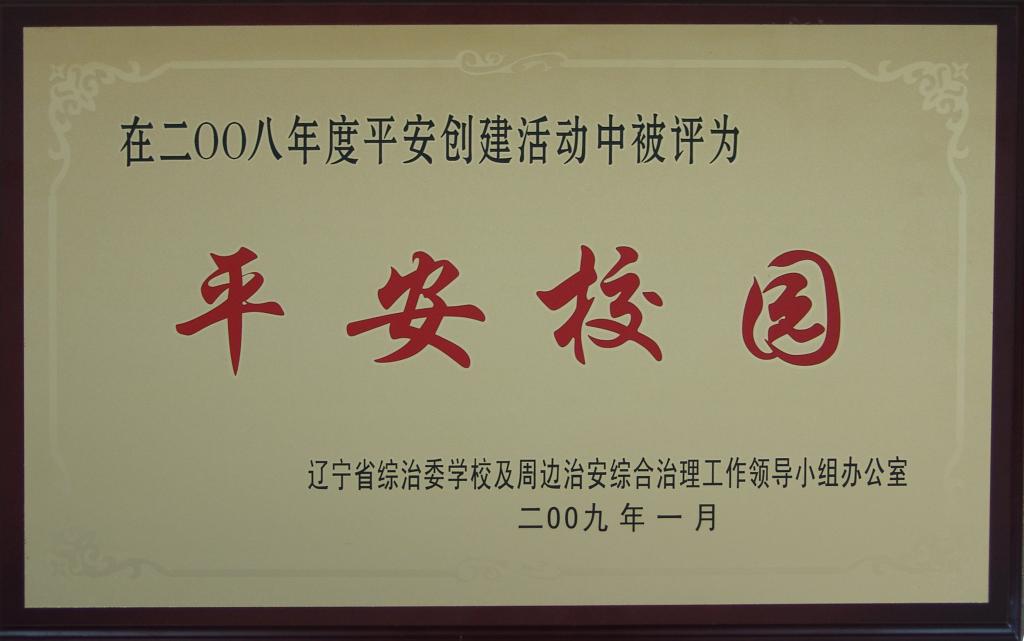 在二OO八年度平安创建活动中被评为
平安校园
辽宁省综治委学校及周边治安综合治理工作领导小组办公室
二00九年一月